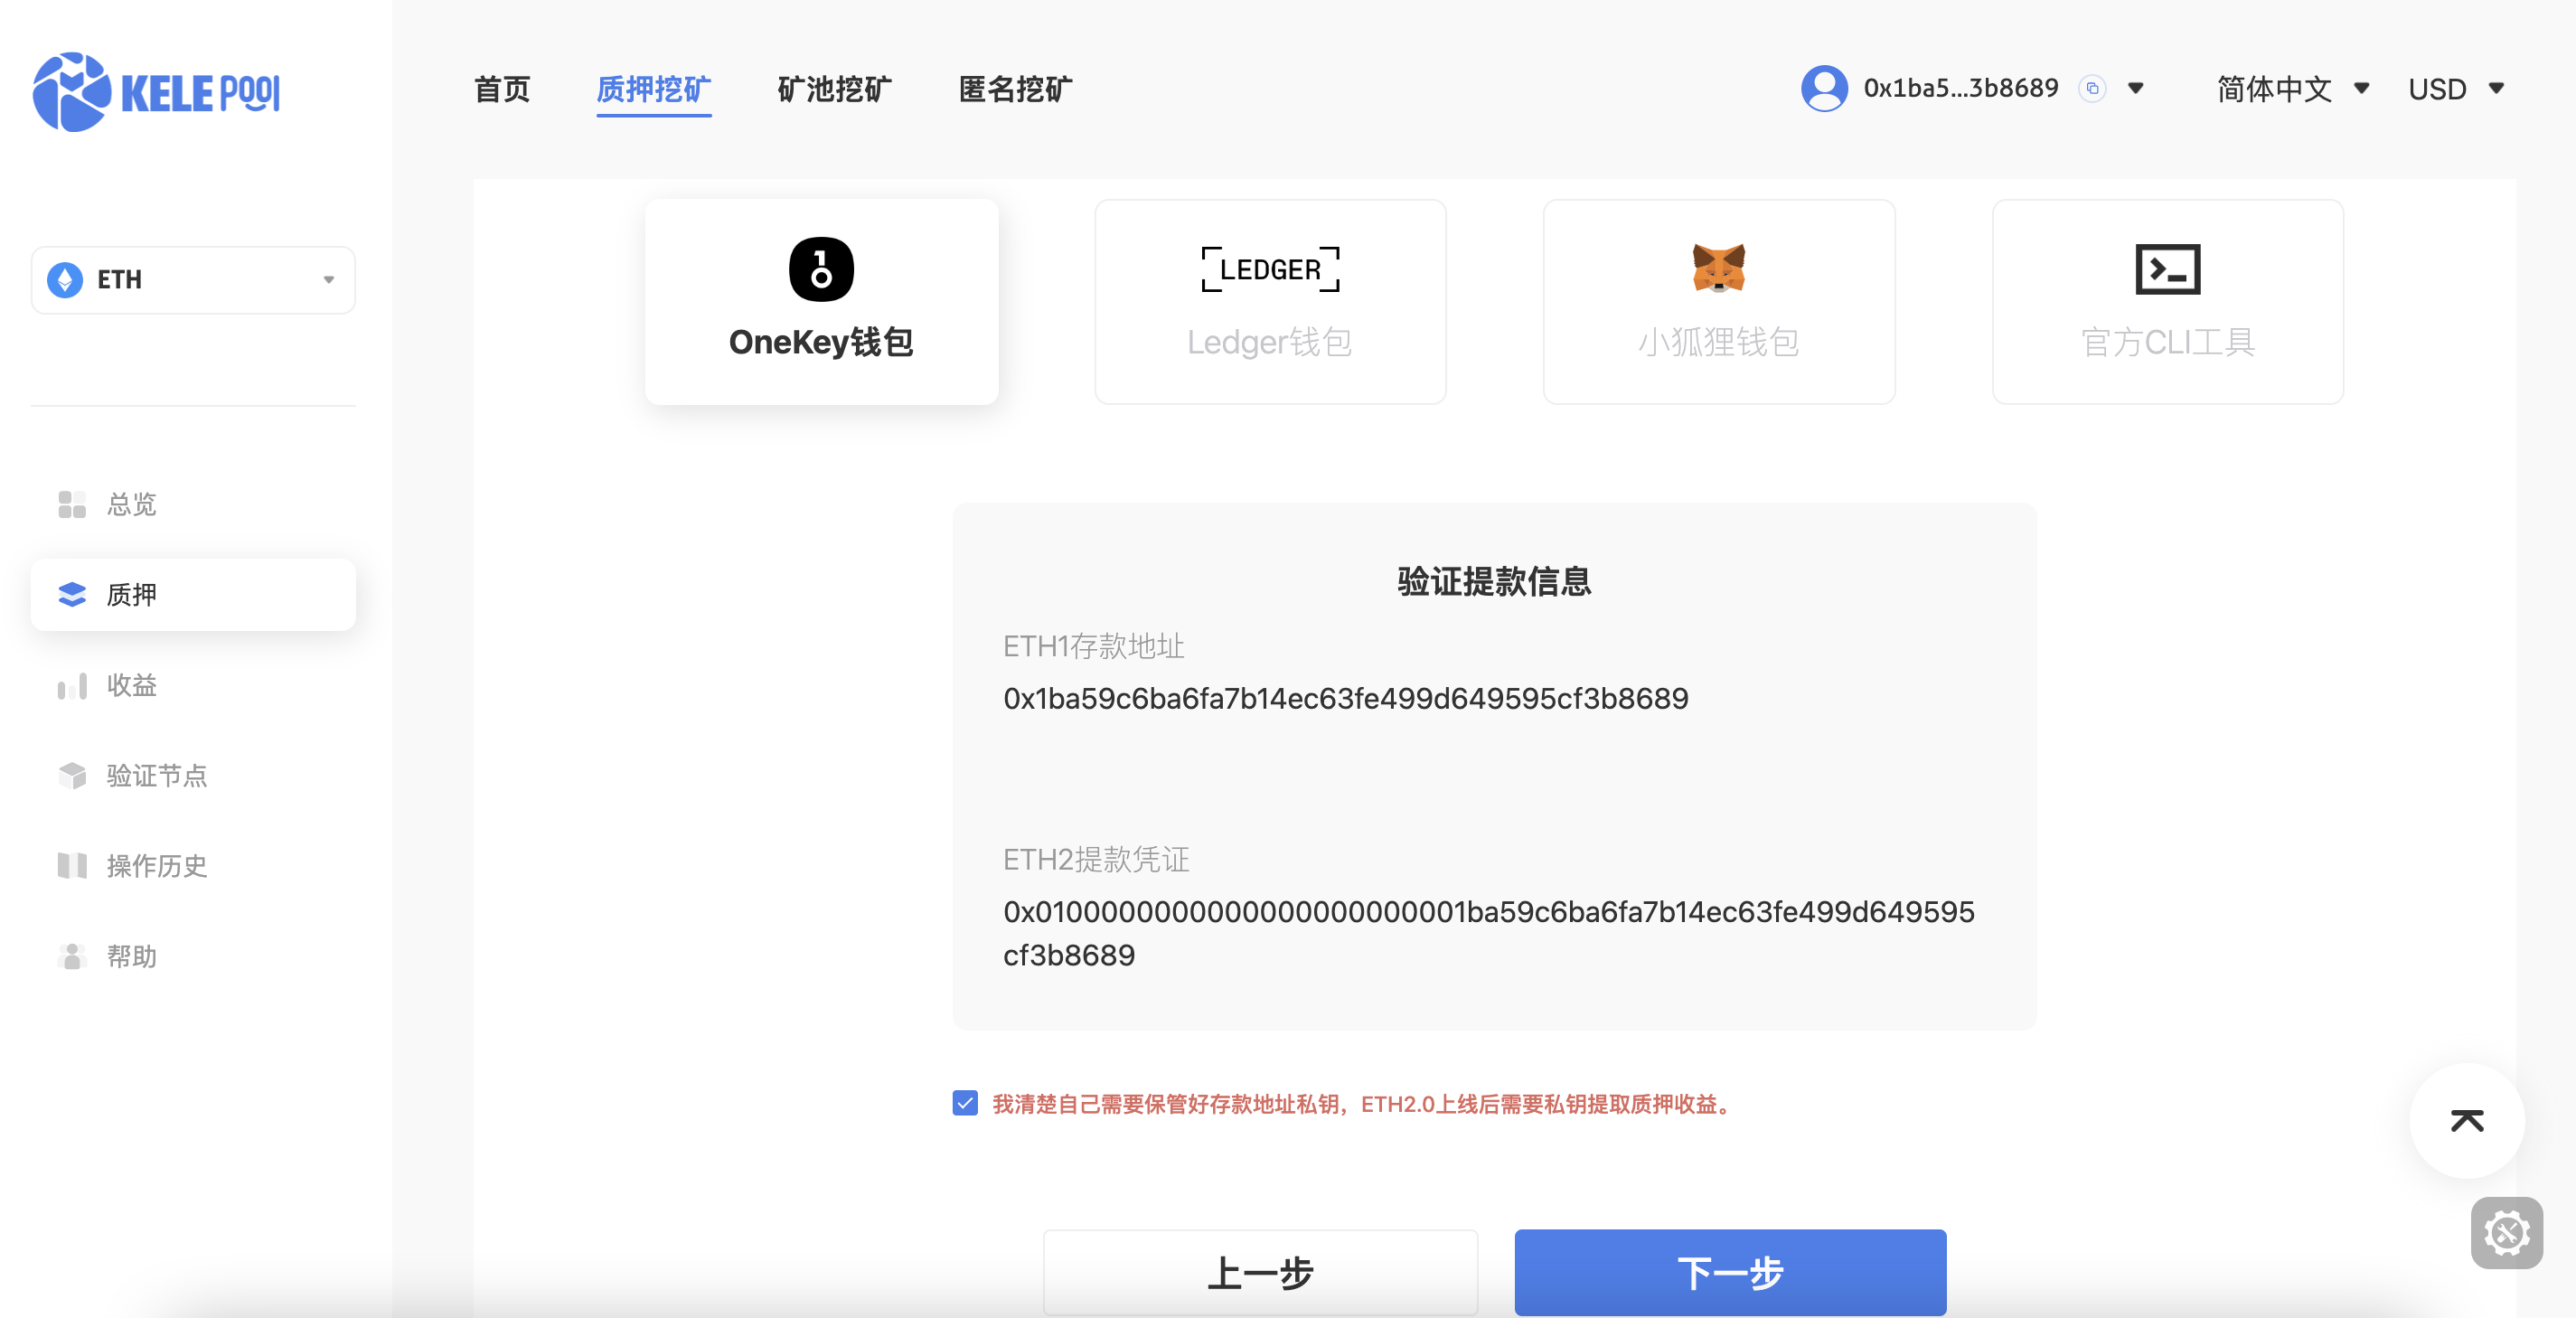 KELE POOL
首页
质押挖矿
矿池挖矿
匿名挖矿
0x1ba5...3b8689
简体中文
USD
ETH
总览
质押
收益
验证节点
操作历史
帮助
OneKey钱包
LEDGER
Ledger钱包
小狐狸钱包
官方CLI工具
验证提款信息
ETH1存款地址
0x1ba59c6ba6fa7b14ec63fe499d649595cf3b8689
ETH2提款凭证
0x0100000000000000000000001ba59c6ba6fa7b14ec63fe499d649595
cf3b8689
我清楚自己需要保管好存款地址私钥，ETH2.0上线后需要私钥提取质押收益。
上一步
下一步